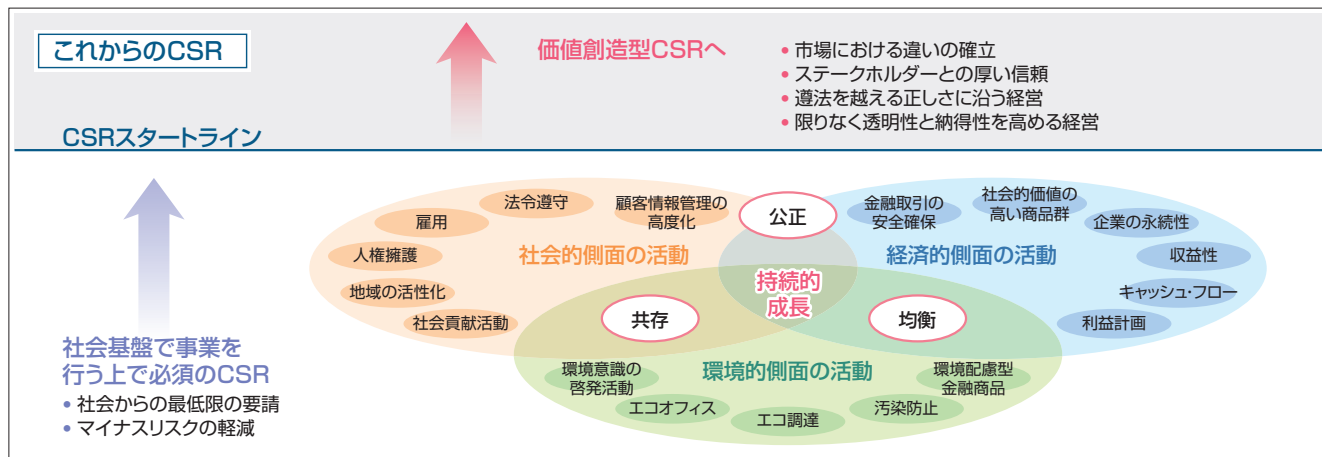 これからのCSR
価値創造型CSRへ
• 市場における違いの確立
• ステークホルダーとの厚い信頼
• 遵法を越える正しさに沿う経営
• 限りなく透明性と納得性を高める経営
CSRスタートライン
社会基盤で事業を
行う上で必須のCSR
• 社会からの最低限の要請
• マイナスリスクの軽減
社会的側面の活動
法令遵守
顧客情報管理の
高度化
雇用
人権擁護
地域の活性化
社会貢献活動
公正
経済的側面の活動
金融取引の
安全確保
社会的価値の
高い商品群
企業の永続性
収益性
キャッシュ・フロー
利益計画
持続的
成長
共存
均衡
環境的側面の活動
環境意識の
啓発活動
エコオフィス
エコ調達
汚染防止
環境配慮型
金融商品